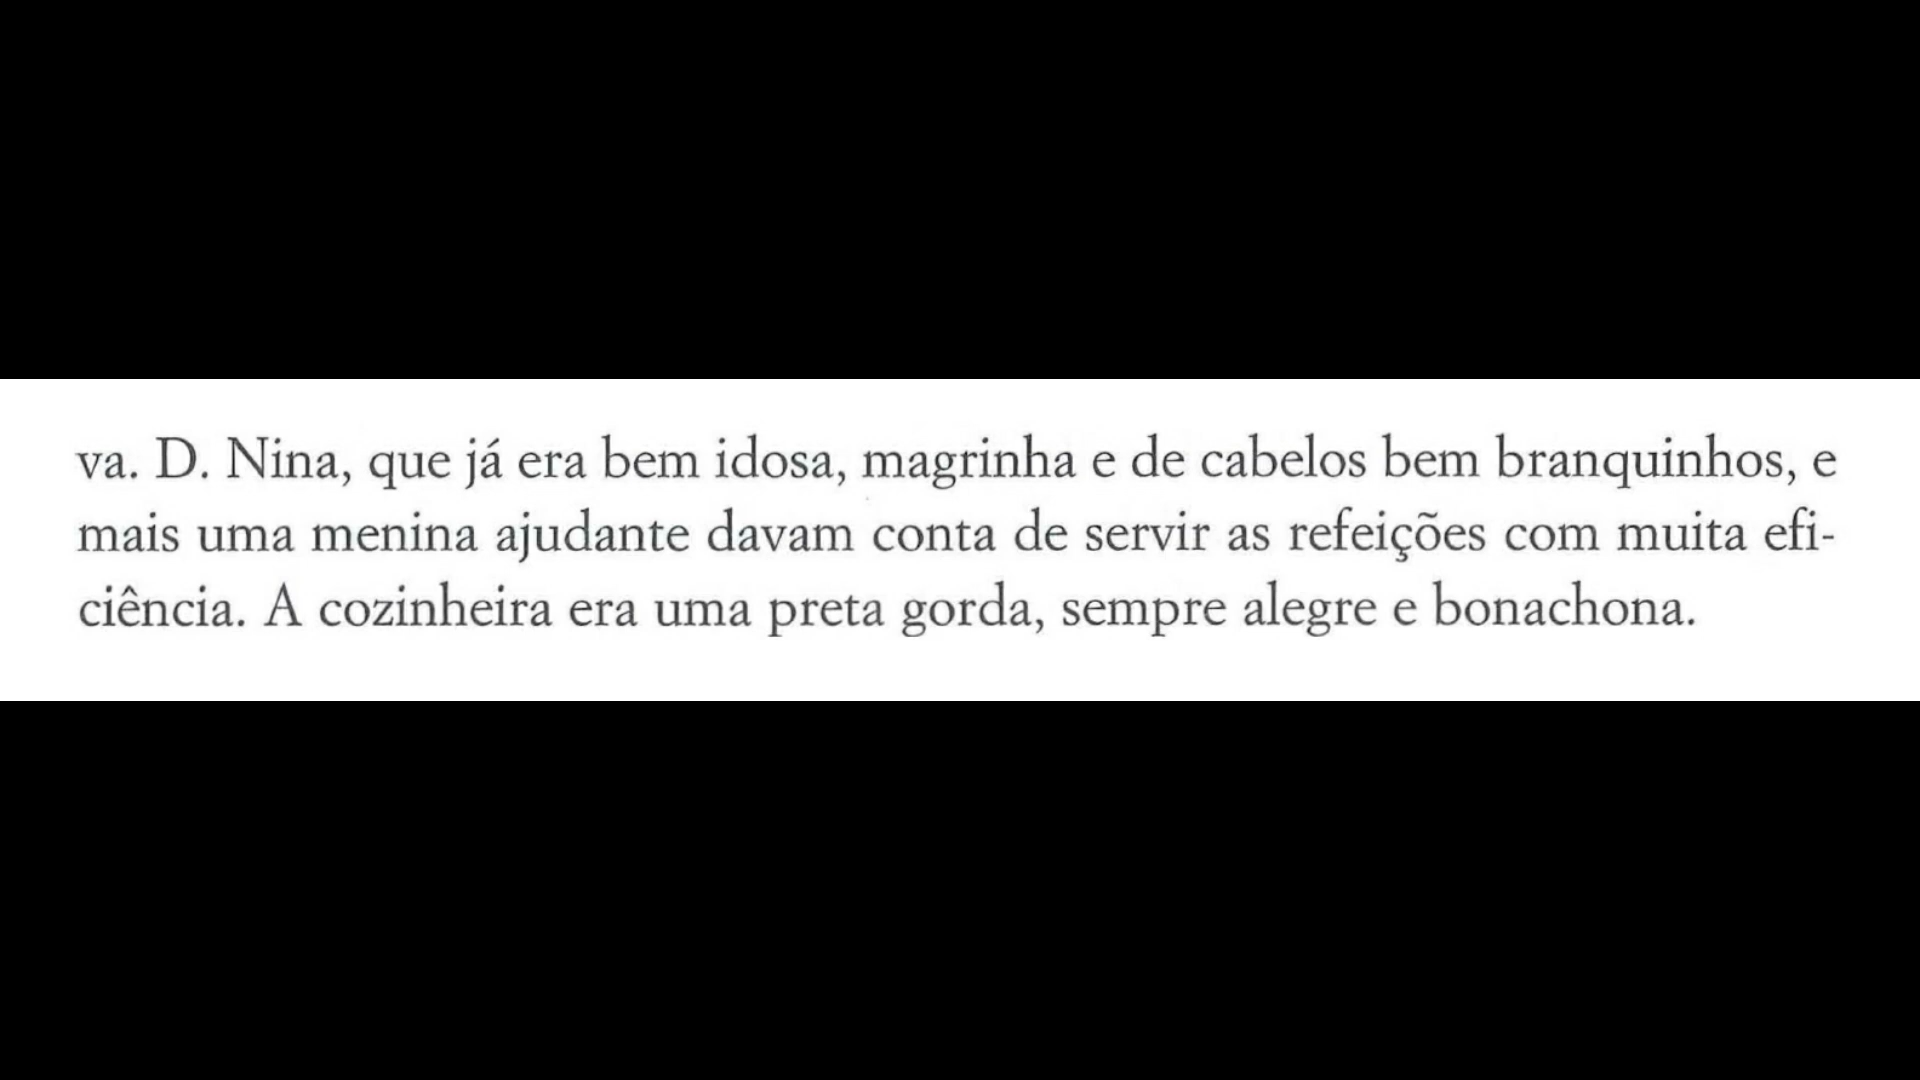 va. D. Nina, que já era bem idosa, magrinha e de cabelos bem branquinhos, e
mais uma menina ajudante davam conta de servir as refeições com muita efi-
ciência. A cozinheira era uma preta gorda, sempre alegre e bonachona.